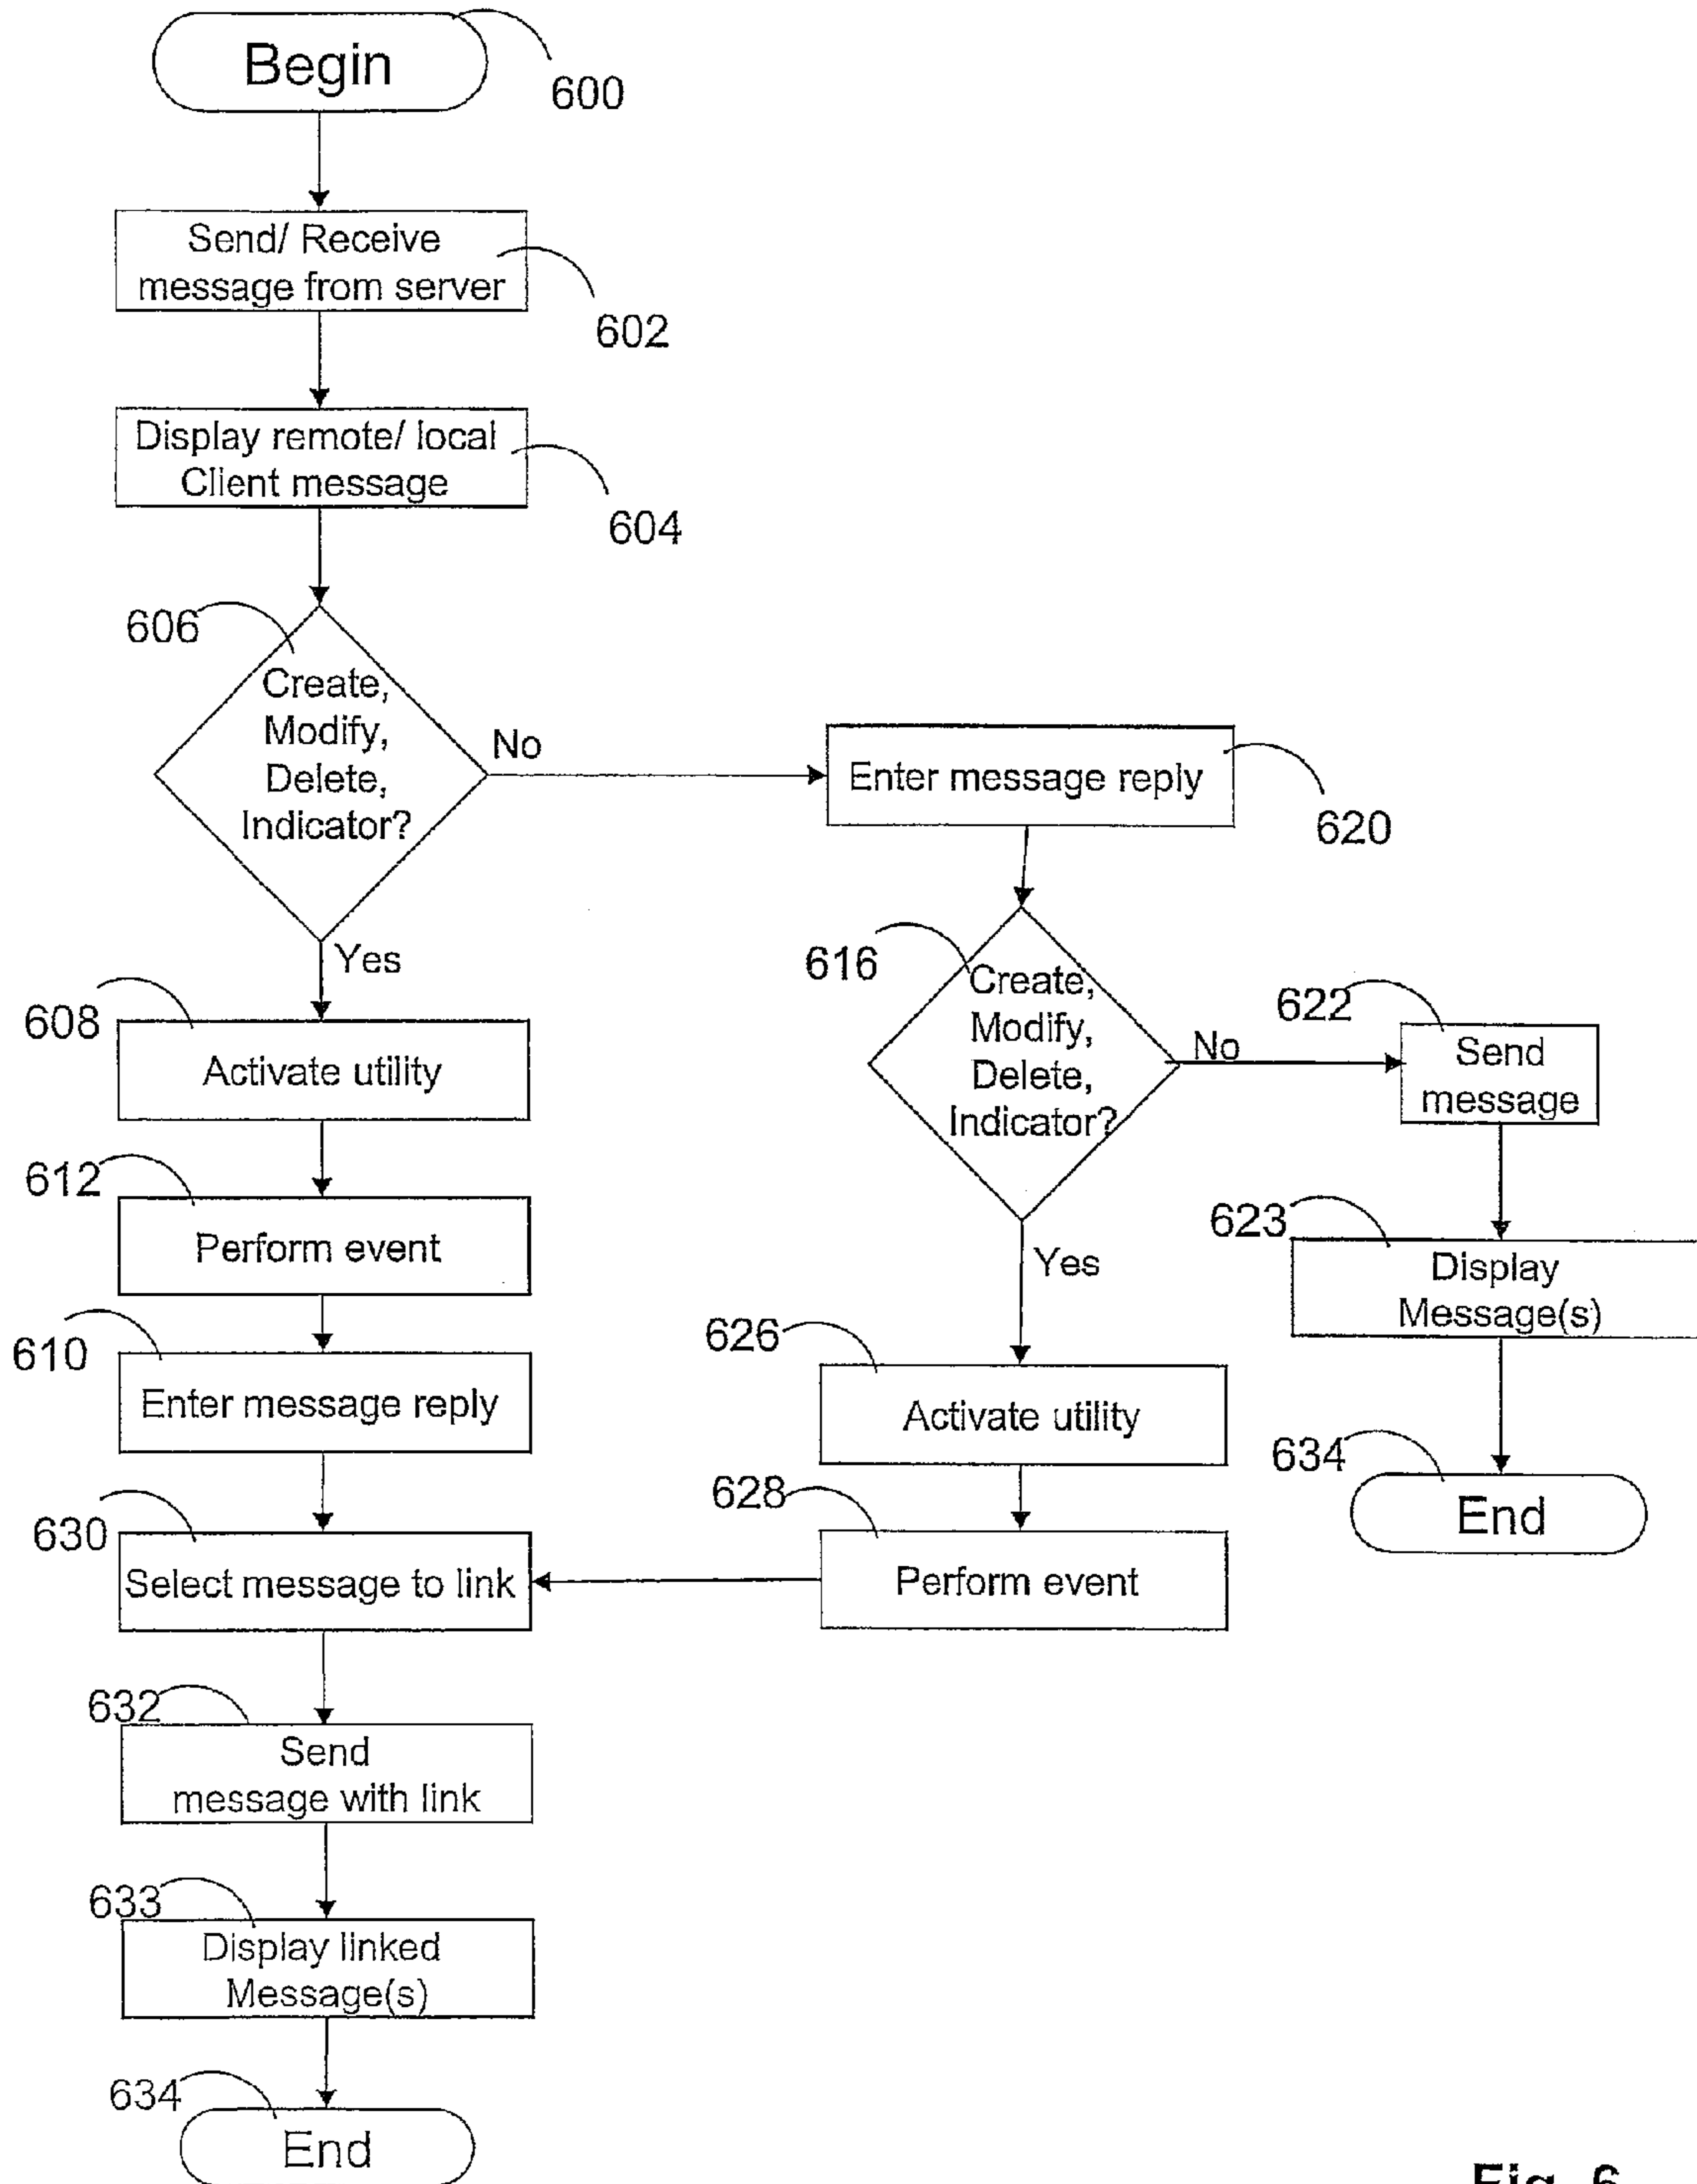 Begin
600
Send/ Receive
message from server
602
Display remote/ local
Client message
604
606
Create,
Modify,
Delete,
Indicator?
No
Yes
Enter message reply
620
616
Create,
Modify,
Delete,
Indicator?
No
Yes
622
Send
message
623
Display
Message(s)
634
End
608
Activate utility
612
Perform event
610
Enter message reply
626
Activate utility
628
Perform event
630
Select message to link
632
Send
message with link
633
Display linked
Message(s)
634
End
Fig. 6